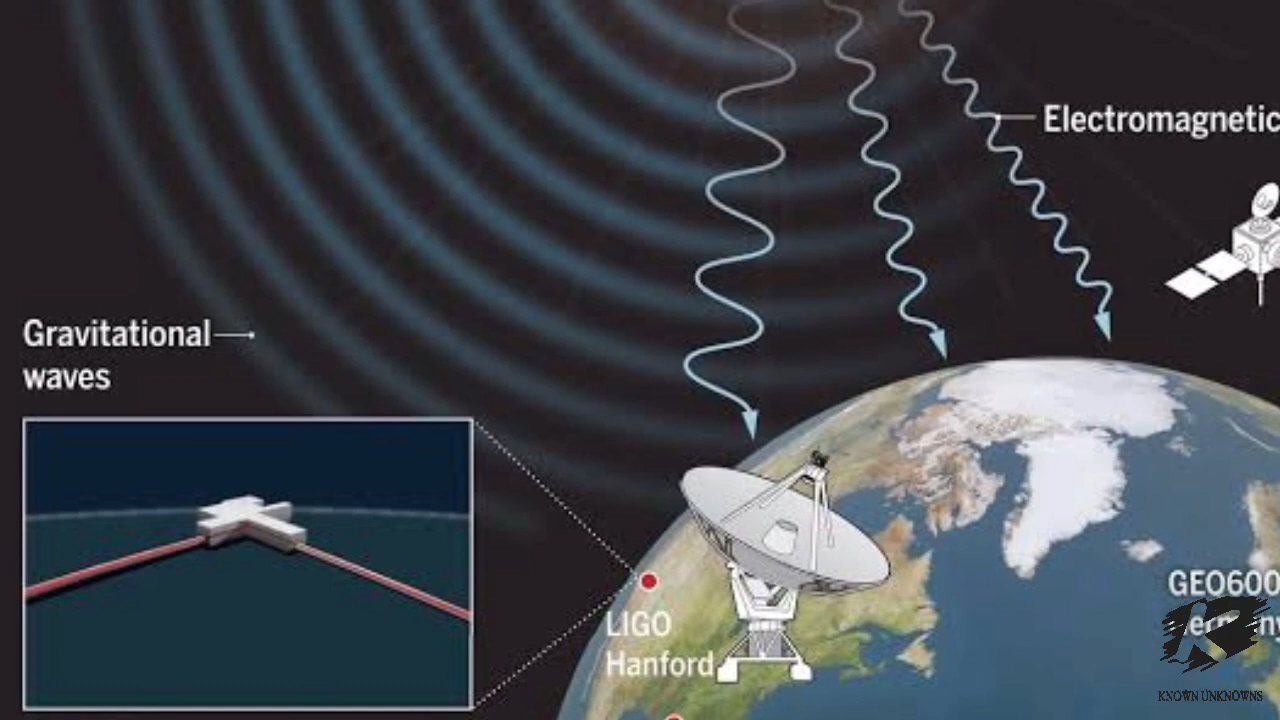 Electromagnetic
Gravitational
waves
LIGO
Hanford
GEO600
KNOWN UNKNOWNS